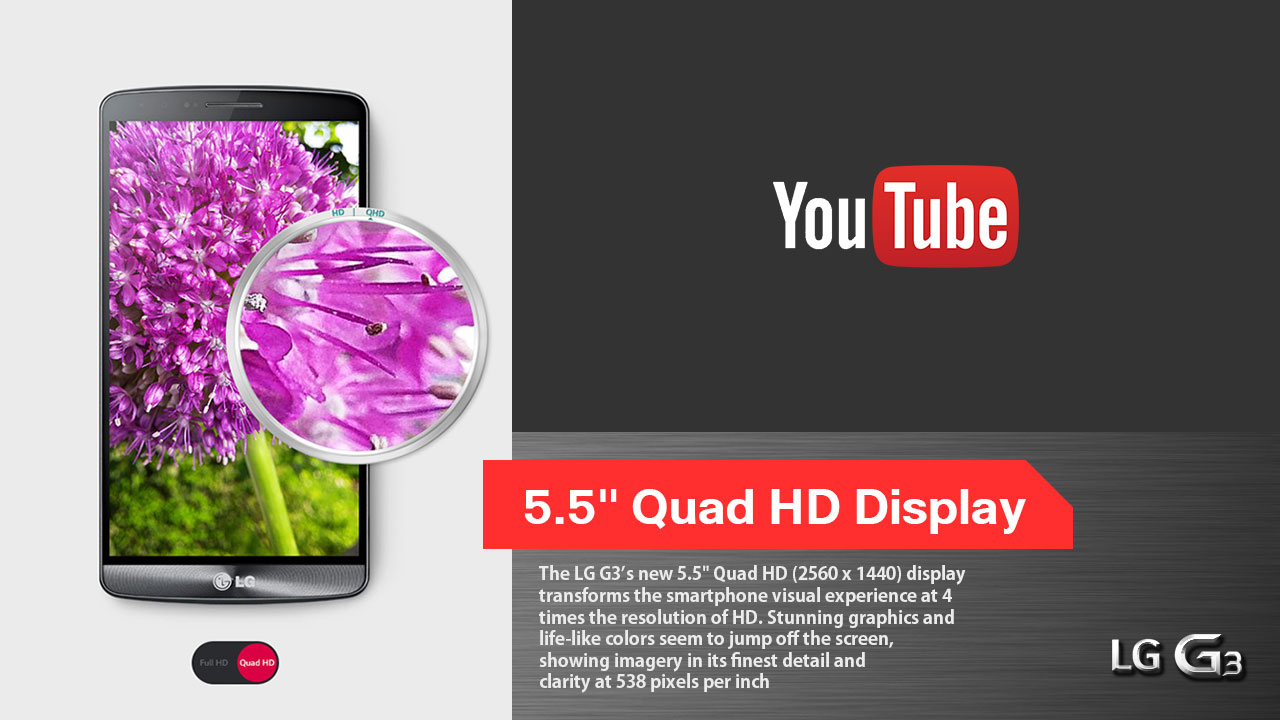 HD | QHD
LG
Full HD Quad HD
YouTube
5.5" Quad HD Display
The LG G3’s new 5.5" Quad HD (2560 x 1440) display
transforms the smartphone visual experience at 4
times the resolution of HD. Stunning graphics and
life-like colors seem to jump off the screen,
showing imagery in its finest detail and
clarity at 538 pixels per inch
LG G3